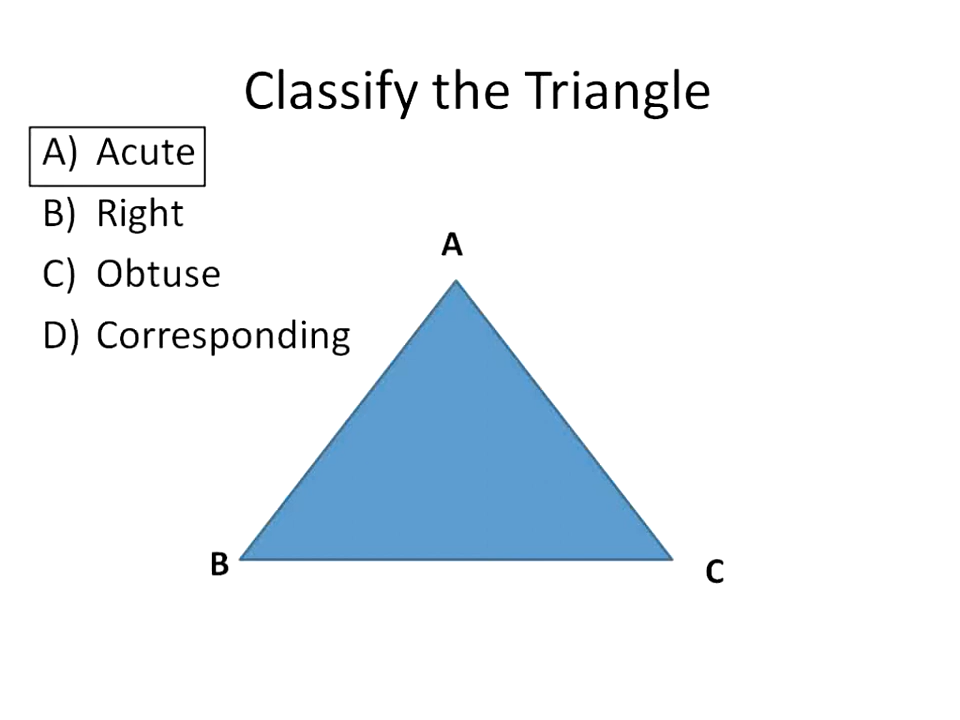 Classify the Triangle
A) Acute
B) Right
C) Obtuse
D) Corresponding
A
B
C